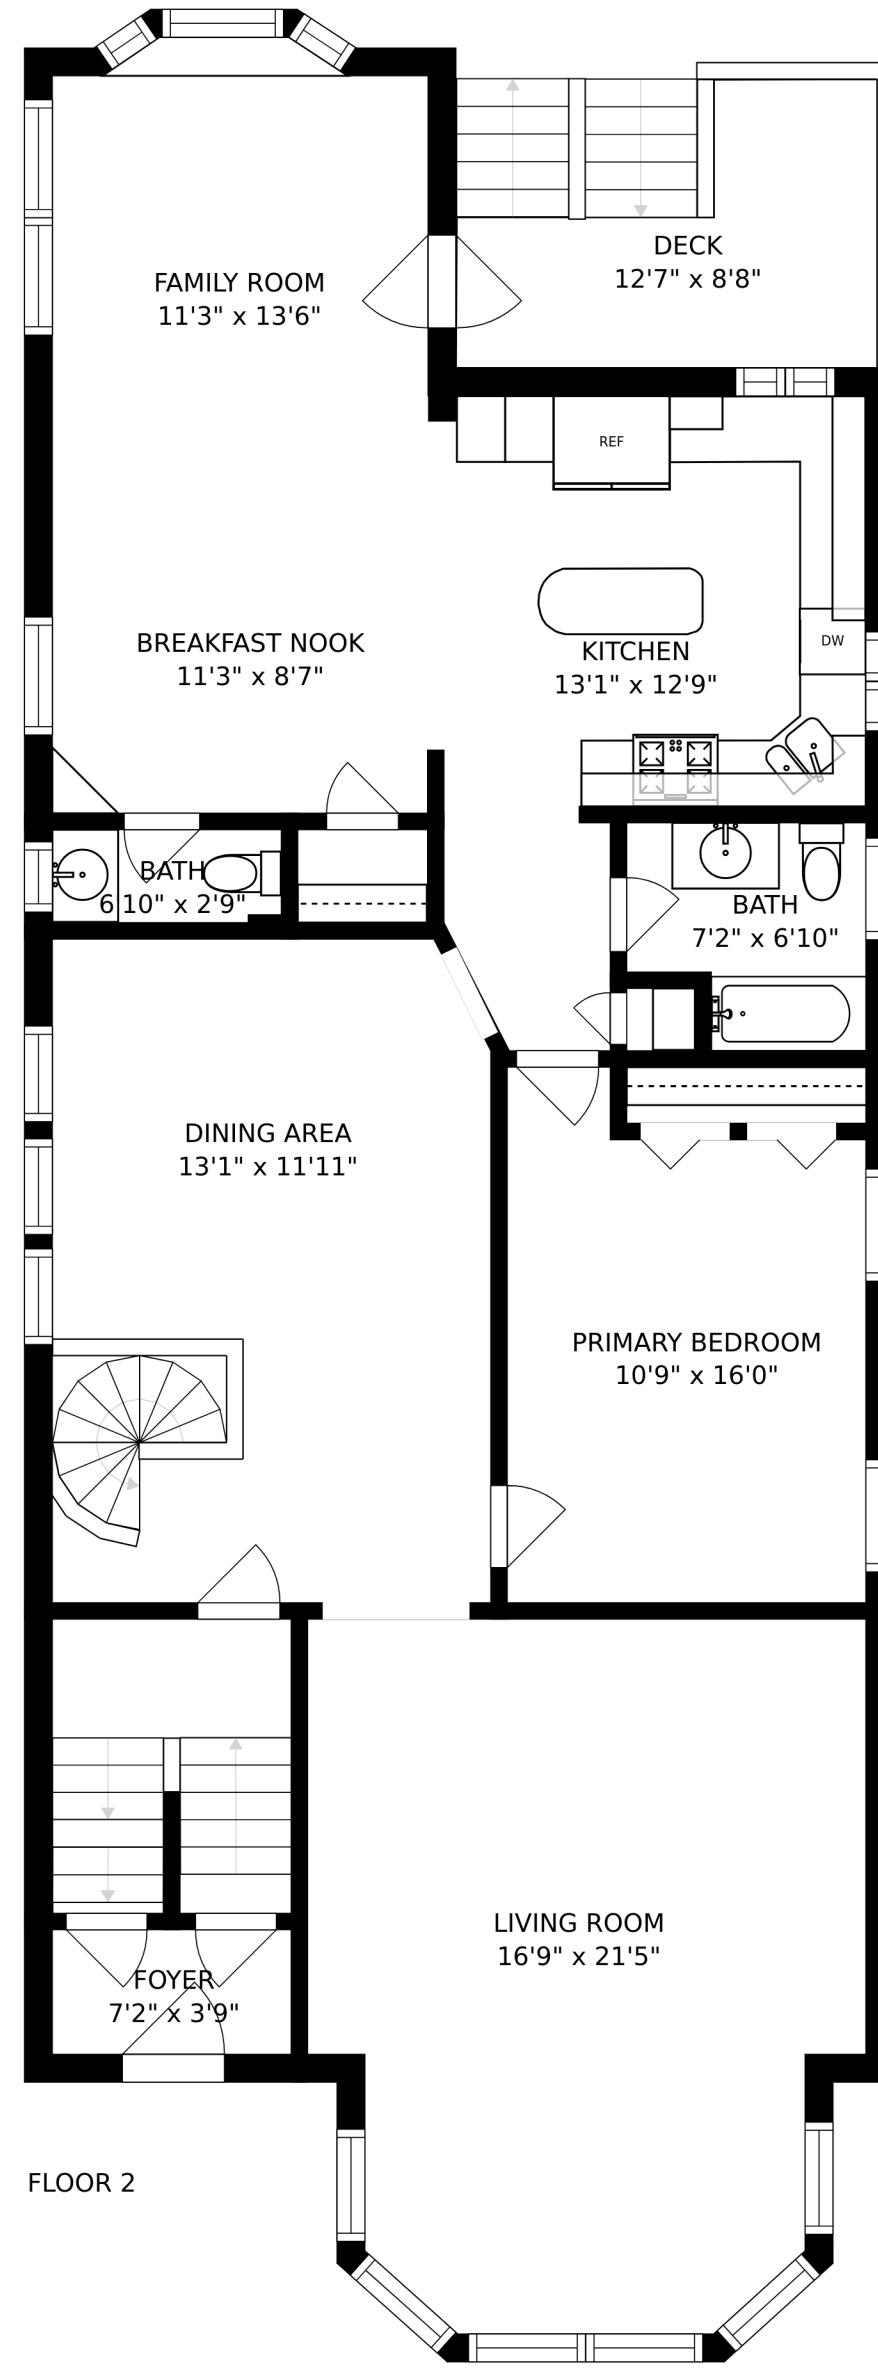 DECK
12'7" x 8'8"
FAMILY ROOM
11'3" x 13'6"
REF
BREAKFAST NOOK
11'3" x 8'7"
KITCHEN
13'1" x 12'9"
DW
BATH
6'10" x 2'9"
BATH
7'2" x 6'10"
DINING AREA
13'1" x 11'11"
PRIMARY BEDROOM
10'9" x 16'0"
LIVING ROOM
16'9" x 21'5"
FOYER
7'2" x 3'9"
FLOOR 2